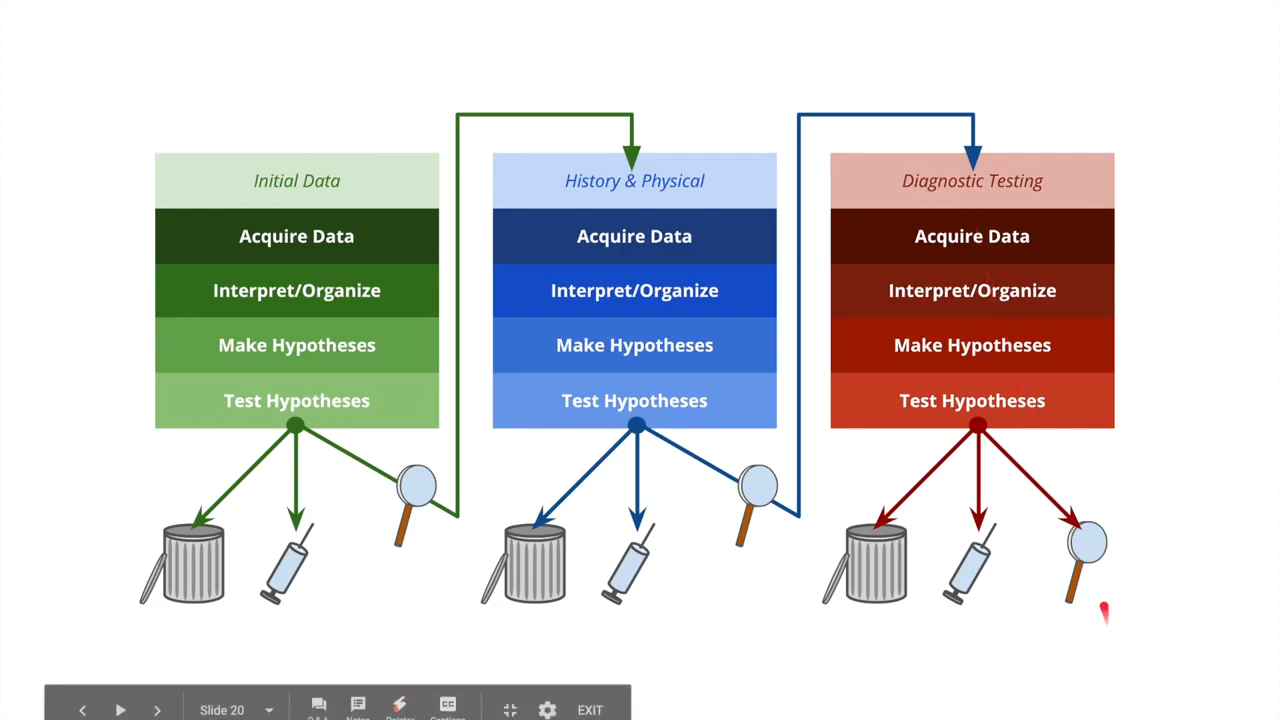 Initial Data
Acquire Data
Interpret/Organize
Make Hypotheses
Test Hypotheses
History & Physical
Acquire Data
Interpret/Organize
Make Hypotheses
Test Hypotheses
Diagnostic Testing
Acquire Data
Interpret/Organize
Make Hypotheses
Test Hypotheses
Slide 20
CC
EXIT